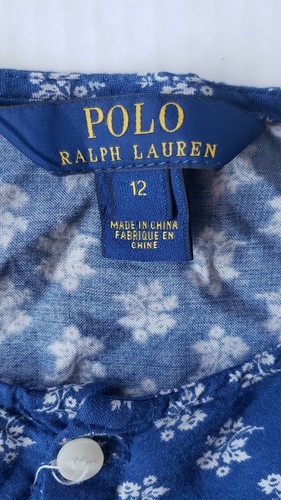 POLO
RALPH LAUREN
12
MADE IN CHINA
FABRIQUE EN
CHINE